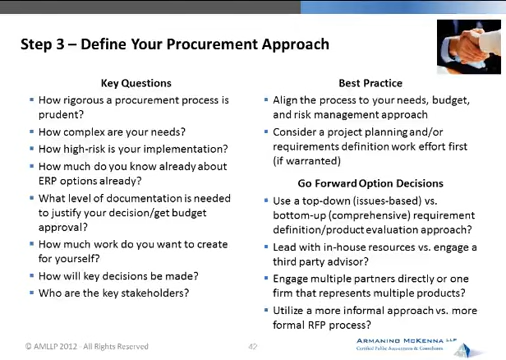 Step 3 – Define Your Procurement Approach
Key Questions
▪ How rigorous a procurement process is
prudent?
▪ How complex are your needs?
▪ How high-risk is your implementation?
▪ How much do you know already about
ERP options already?
▪ What level of documentation is needed
to justify your decision/get budget
approval?
▪ How much work do you want to create
for yourself?
▪ How will key decisions be made?
▪ Who are the key stakeholders?
Best Practice
▪ Align the process to your needs, budget,
and risk management approach
▪ Consider a project planning and/or
requirements definition work effort first
(if warranted)
Go Forward Option Decisions
▪ Use a top-down (issues-based) vs.
bottom-up (comprehensive) requirement
definition/product evaluation approach?
▪ Lead with in-house resources vs. engage a
third party advisor?
▪ Engage multiple partners directly or one
firm that represents multiple products?
▪ Utilize a more informal approach vs. more
formal RFP process?
© AMLLP 2012 - All Rights Reserved
42
ARMANINO MCKENNA LLP
Certified Public Accountants & Consultants